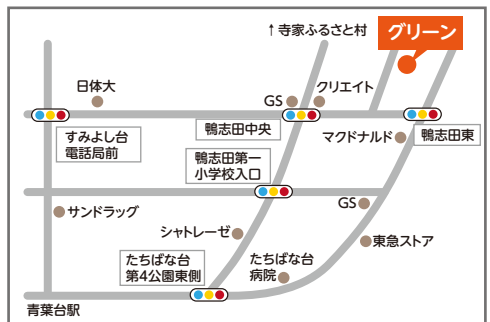 ↑寺家ふるさと村
グリーン
日体大
GS
クリエイト
すみよし台
電話局前
鴨志田中央
マクドナルド
鴨志田東
鴨志田第一
小学校入口
サンドラッグ
GS
シャトレーゼ
東急ストア
たちばな台
第4公園東側
たちばな台
病院
青葉台駅